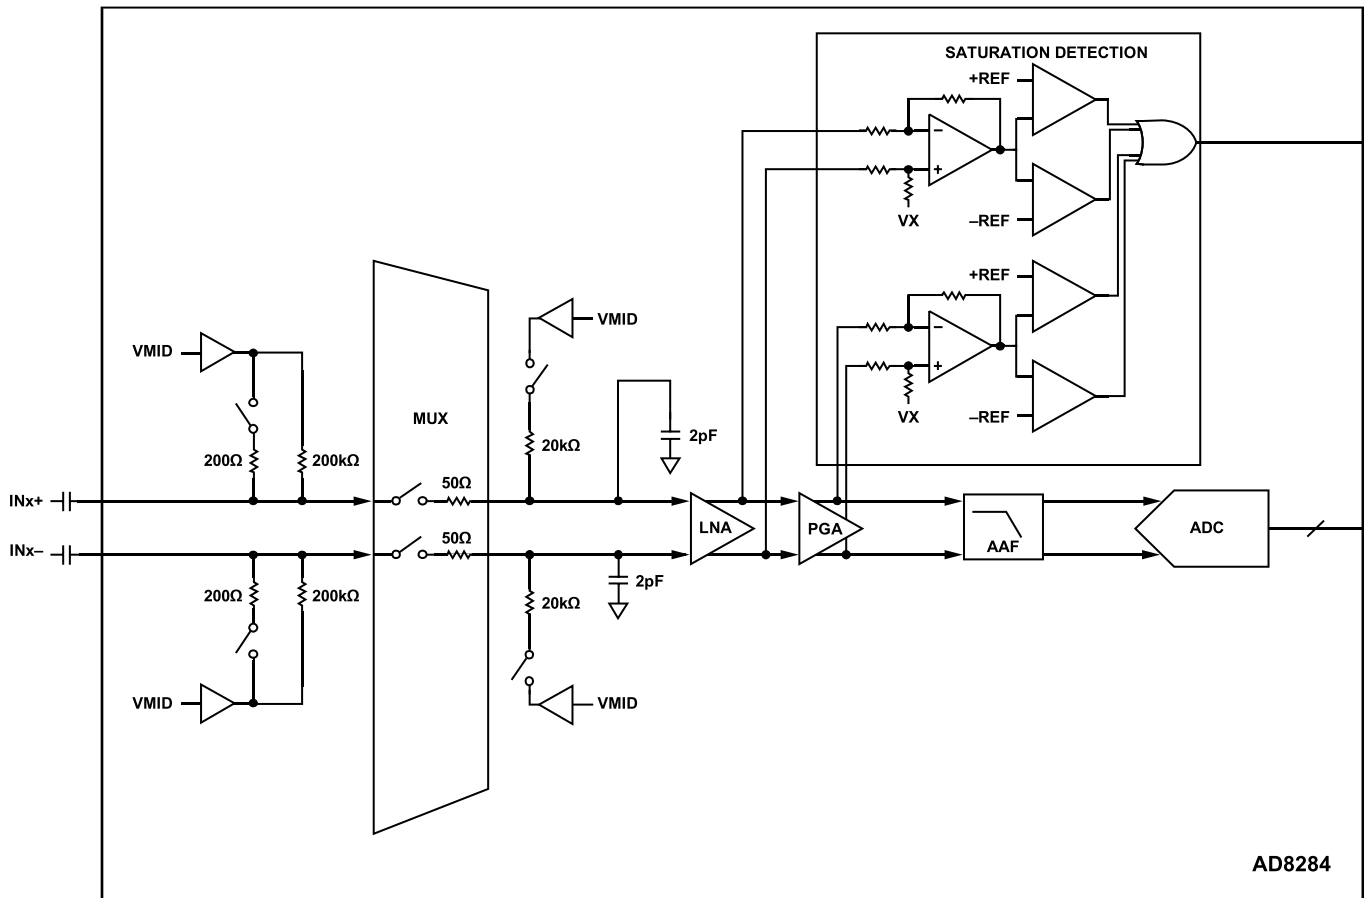 SATURATION DETECTION
+REF
–
+
VX
–REF
+REF
–
+
VX
–REF
VMID
VMID
MUX
200Ω
200kΩ
20kΩ
2pF
50Ω
INx+
LNA
PGA
AAF
ADC
INx–
50Ω
200Ω
200kΩ
20kΩ
2pF
VMID
VMID
AD8284